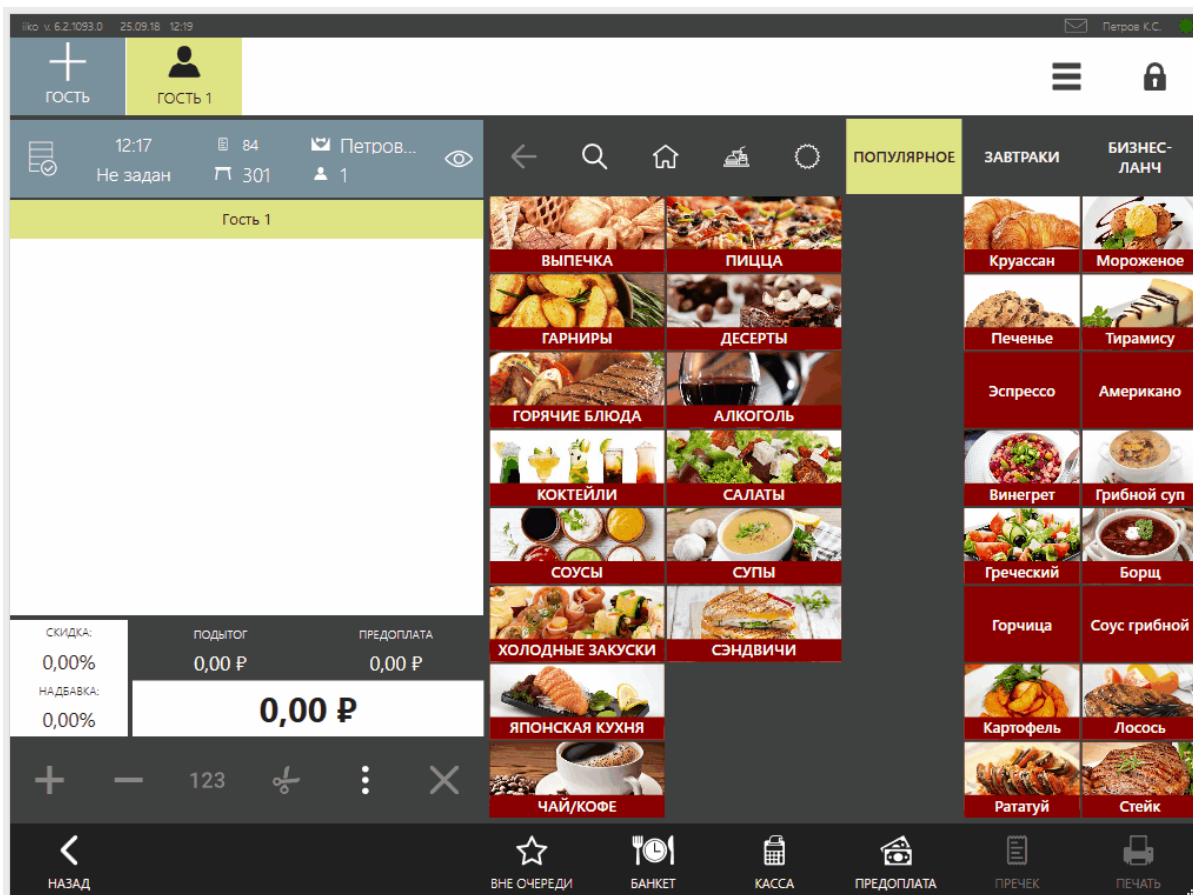 iiko v. 6.2.1093.0 25.09.18 12:19 Петров К.С.
ГОСТЬ ГОСТЬ 1
12:17 84 Петров...
Не задан 301 1
ПОПУЛЯРНОЕ ЗАВТРАКИ БИЗНЕС-
ЛАНЧ
Гость 1
ВЫПЕЧКА ПИЦЦА Круассан Мороженое
ГАРНИРЫ ДЕСЕРТЫ Печенье Тирамису
Эспрессо Американо
ГОРЯЧИЕ БЛЮДА АЛКОГОЛЬ
КОКТЕЙЛИ САЛАТЫ Винегрет Грибной суп
СОУСЫ СУПЫ Греческий Борщ
Горчица Соус грибной
ХОЛОДНЫЕ ЗАКУСКИ СЭНДВИЧИ
ЯПОНСКАЯ КУХНЯ Картофель Лосось
ЧАЙ/КОФЕ Рататуй Стейк
СКИДКА: ПОДЫТОГ ПРЕДОПЛАТА
0,00% 0,00 ₽ 0,00 ₽
НАДБАВКА:
0,00% 0,00 ₽
123
НАЗАД ВНЕ ОЧЕРЕДИ БАНКЕТ КАССА ПРЕДОПЛАТА ПРЕЧЕК ПЕЧАТЬ